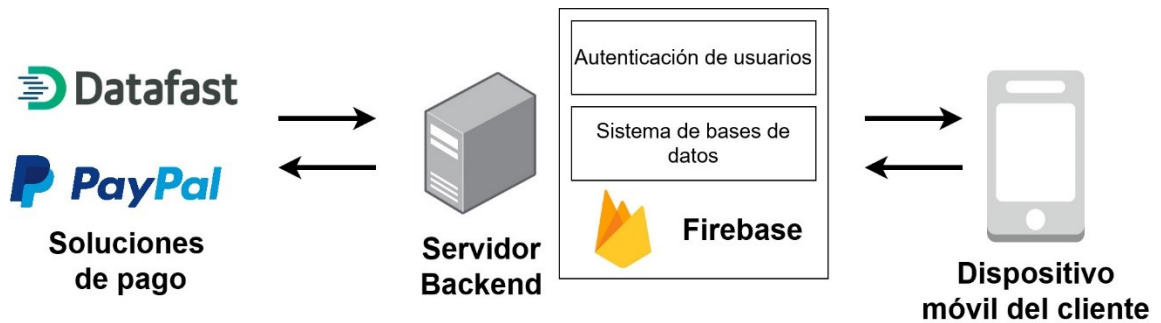 Datafast
PayPal
Soluciones
de pago
Servidor
Backend
Autenticación de usuarios
Sistema de bases de
datos
Firebase
Dispositivo
móvil del cliente